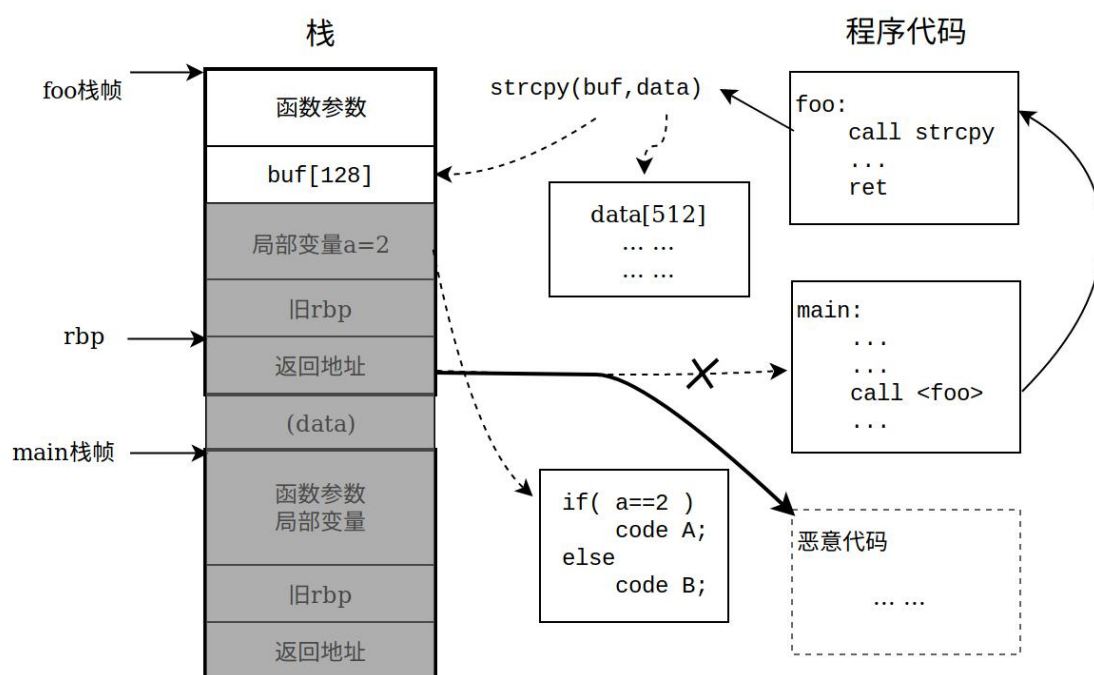 栈
程序代码
foo栈帧
函数参数
buf[128]
局部变量a=2
旧rbp
rbp
返回地址
(data)
main栈帧
函数参数
局部变量
旧rbp
返回地址
strcpy(buf,data)
data[512]
... ...
... ...
foo:
call strcpy
...
ret
main:
...
...
call <foo>
...
if( a==2 )
code A;
else
code B;
恶意代码
... ...